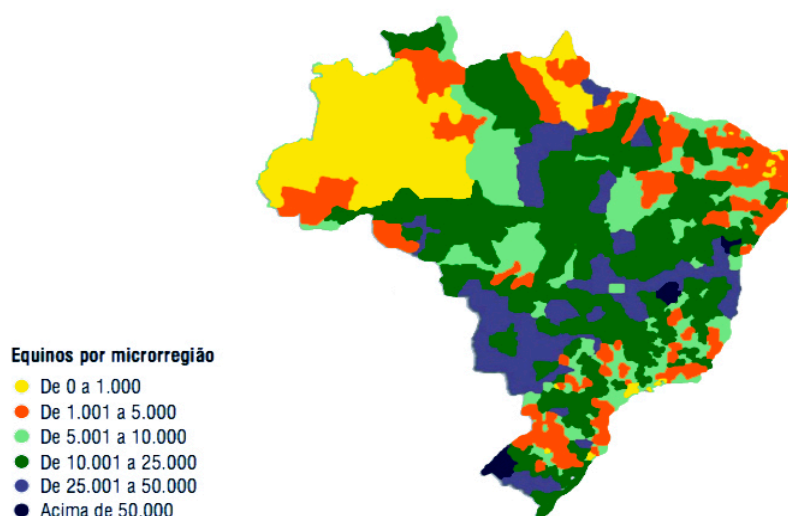 Equinos por microrregião
De 0 a 1.000
De 1.001 a 5.000
De 5.001 a 10.000
De 10.001 a 25.000
De 25.001 a 50.000
Acima de 50.000